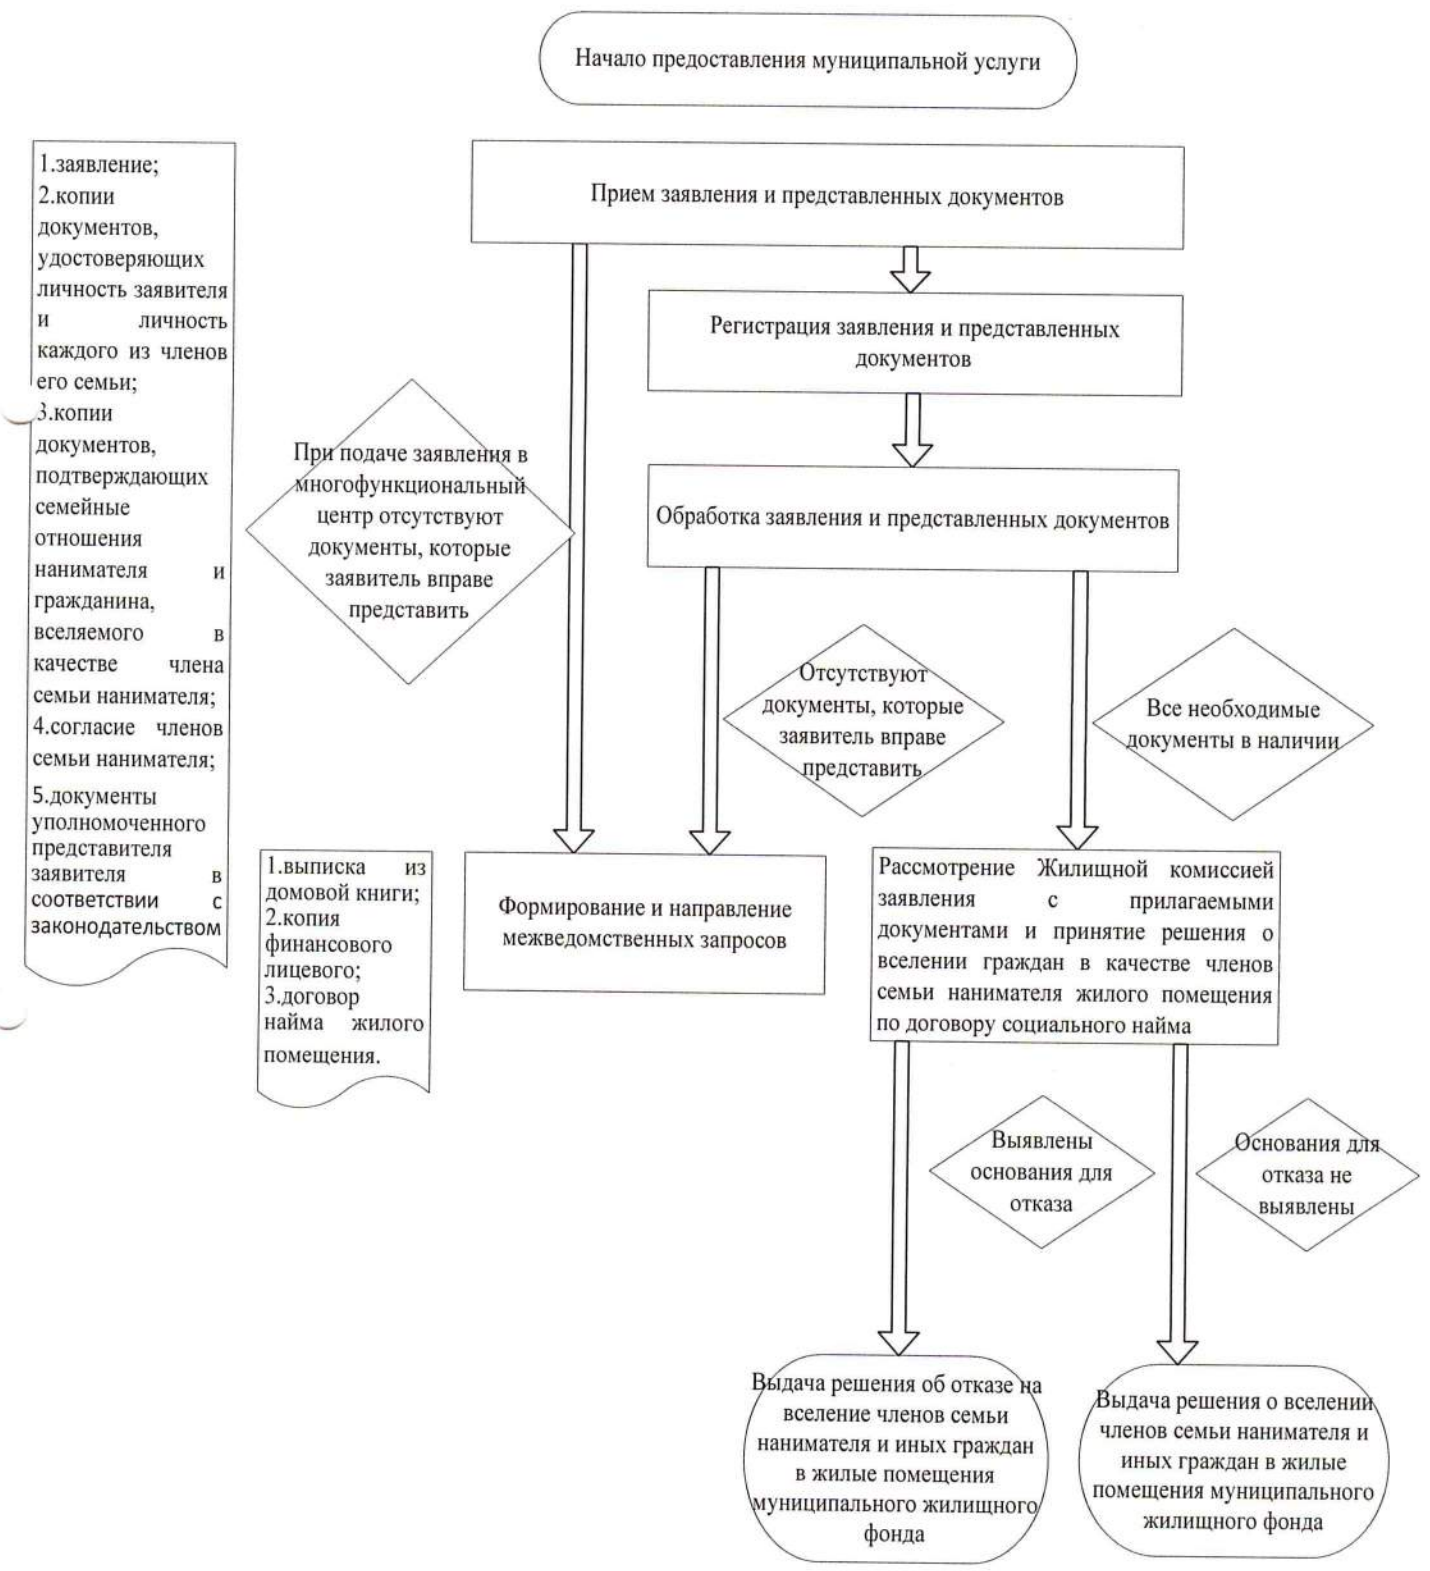 Начало предоставления муниципальной услуги
1.заявление;
2.копии
документов,
удостоверяющих
личность заявителя
и личность
каждого из членов
его семьи;
3.копии
документов,
подтверждающих
семейные
отношения
нанимателя и
гражданина,
вселяемого в
качестве члена
семьи нанимателя;
4.согласие членов
семьи нанимателя;
5.документы
уполномоченного
представителя
заявителя в
соответствии с
законодательством
Прием заявления и представленных документов
Регистрация заявления и представленных
документов
При подаче заявления в
многофункциональный
центр отсутствуют
документы, которые
заявитель вправе
представить
Обработка заявления и представленных документов
Отсутствуют
документы, которые
заявитель вправе
представить
Все необходимые
документы в наличии
1.выписка из
домовой книги;
2.копия
финансового
лицевого;
3.договор
найма жилого
помещения.
Формирование и направление
межведомственных запросов
Рассмотрение Жилищной комиссией
заявления с прилагаемыми
документами и принятие решения о
вселении граждан в качестве членов
семьи нанимателя жилого помещения
по договору социального найма
Выявлены
основания для
отказа
Основания для
отказа не
выявлены
Выдача решения об отказе на
вселение членов семьи
нанимателя и иных граждан
в жилые помещения
муниципального жилищного
фонда
Выдача решения о вселении
членов семьи нанимателя и
иных граждан в жилые
помещения муниципального
жилищного фонда